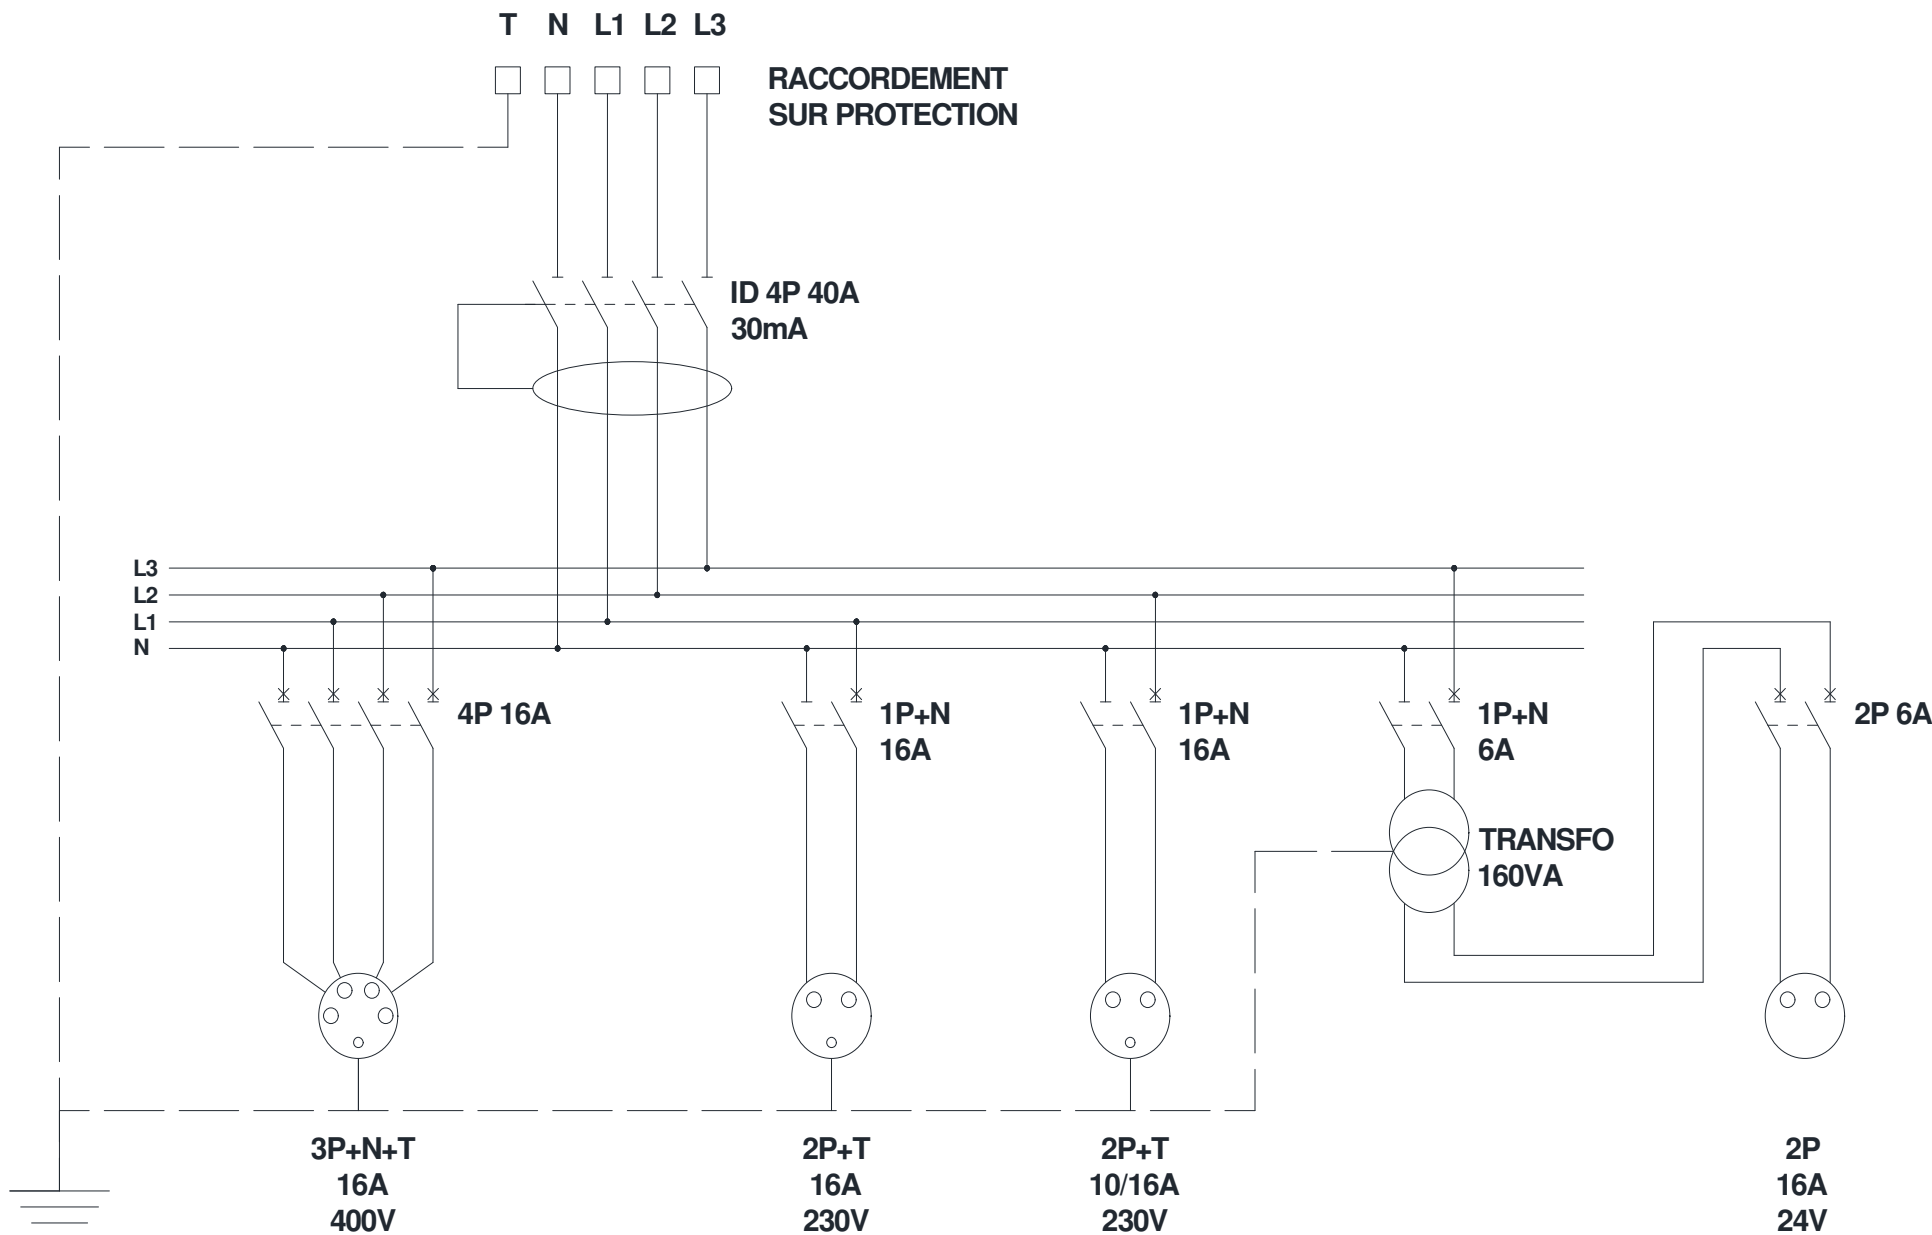 T N L1 L2 L3
RACCORDEMENT
SUR PROTECTION
ID 4P 40A
30mA
L3
L2
L1
N
4P 16A
1P+N
16A
1P+N
16A
1P+N
6A
2P 6A
TRANSFO
160VA
3P+N+T
16A
400V
2P+T
16A
230V
2P+T
10/16A
230V
2P
16A
24V